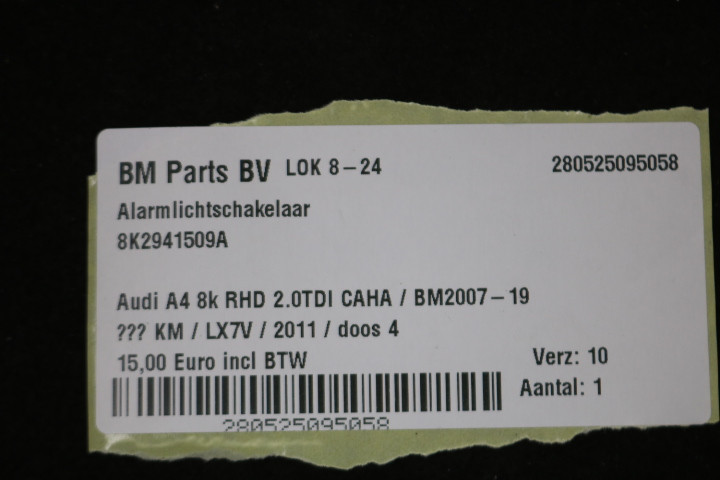 BM Parts BV LOK 8-24 280525095058
Alarmlichtschakelaar
8K2941509A
Audi A4 8k RHD 2.0TDI CAHA / BM2007-19
??? KM / LX7V / 2011 / doos 4
15,00 Euro incl BTW Verz: 10
Aantal: 1
280525095058